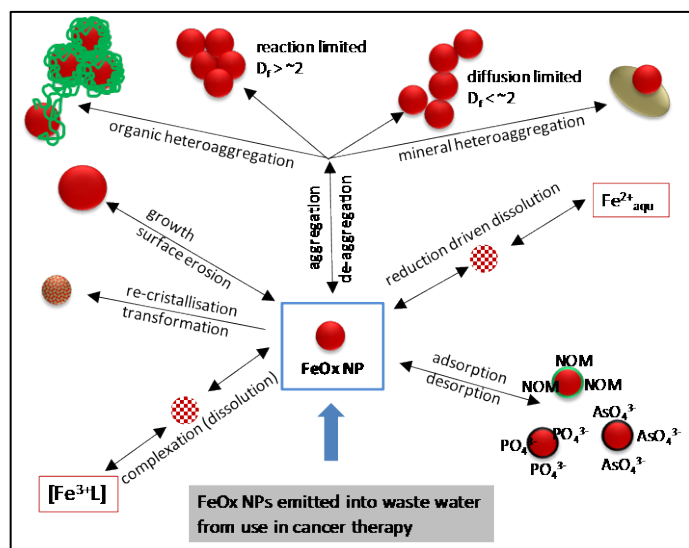 reaction limited
Df > ~2
diffusion limited
Df < ~2
organic heteroaggregation
mineral heteroaggregation
growth
surface erosion
aggregation
de-aggregation
reduction driven dissolution
Fe2+aqu
re-cristallisation
transformation
FeOx NP
adsorption
desorption
NOM
NOM NOM
AsO43-
PO43- PO43-
AsO43-
PO43-
AsO43-
complexation (dissolution)
[Fe3+L]
FeOx NPs emitted into waste water
from use in cancer therapy